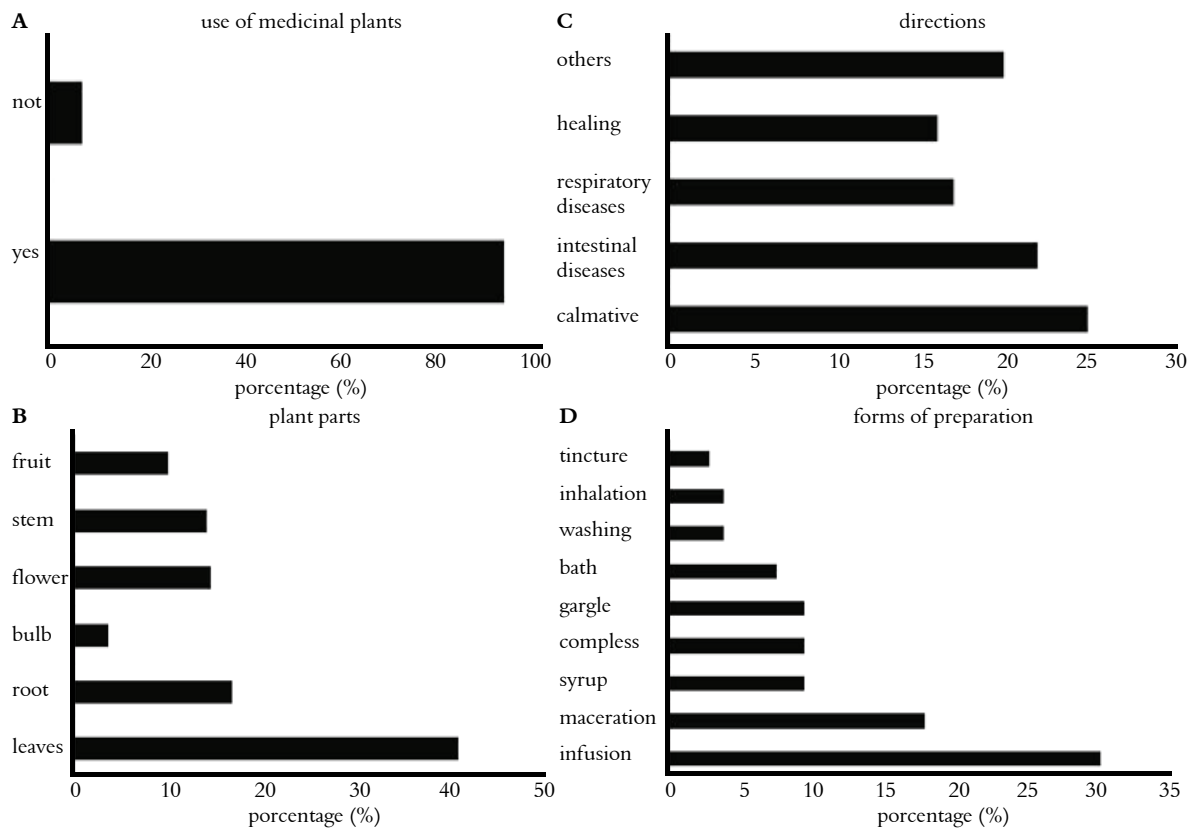 A
use of medicinal plants
not
yes
0 20 40 60 80 100
porcentage (%)
B
plant parts
fruit
stem
flower
bulb
root
leaves
0 10 20 30 40 50
porcentage (%)
C
directions
others
healing
respiratory
diseases
intestinal
diseases
calmative
0 5 10 15 20 25 30
porcentage (%)
D
forms of preparation
tincture
inhalation
washing
bath
gargle
compless
syrup
maceration
infusion
0 5 10 15 20 25 30 35
porcentage (%)